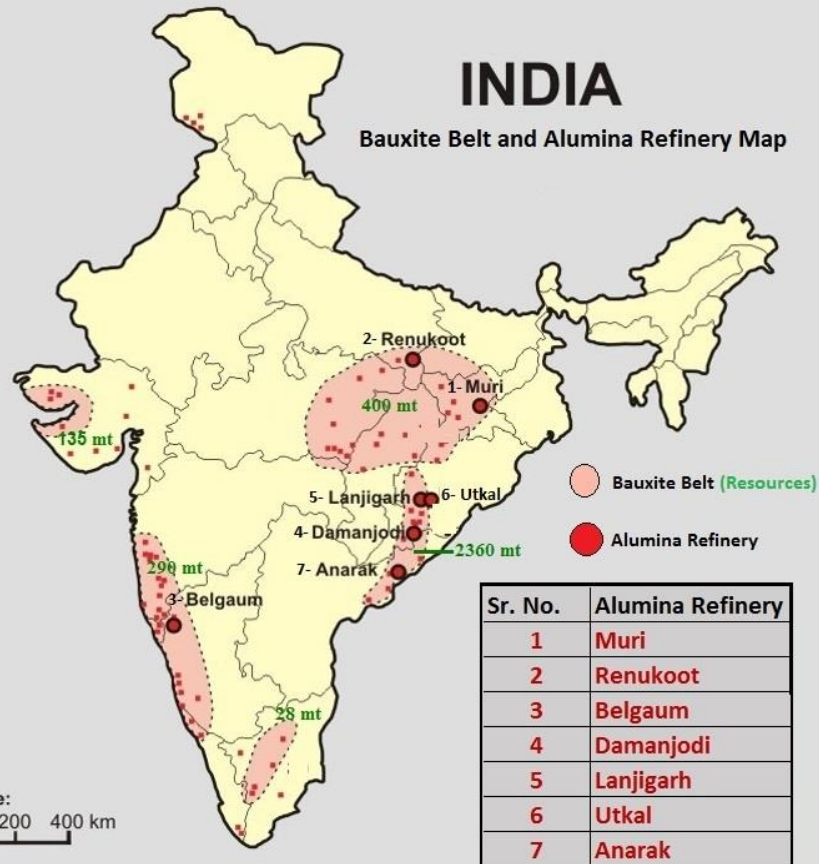 INDIA
Bauxite Belt and Alumina Refinery Map
2- Renukoot
1- Muri
400 mt
135 mt
5- Lanjigarh
6- Utkal
4- Damanjodi
2360 mt
7- Anarak
290 mt
3- Belgaum
28 mt
Bauxite Belt (Resources)
Alumina Refinery
Sr. No. Alumina Refinery
1 Muri
2 Renukoot
3 Belgaum
4 Damanjodi
5 Lanjigarh
6 Utkal
7 Anarak
e:
200 400 km